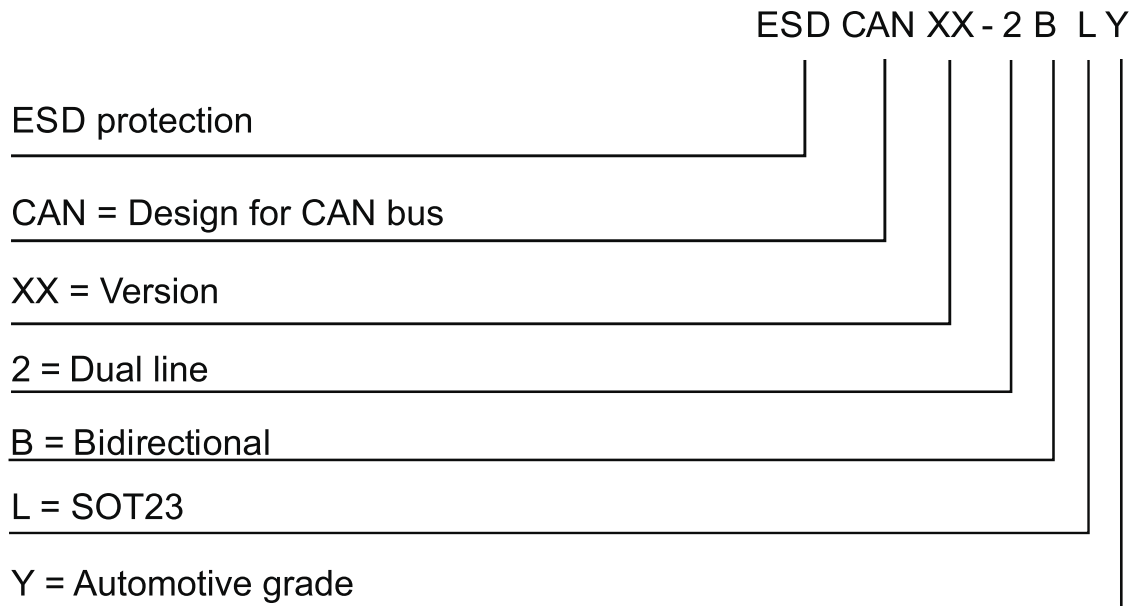 ESD CAN XX - 2 B L Y
ESD protection
CAN = Design for CAN bus
XX = Version
2 = Dual line
B = Bidirectional
L = SOT23
Y = Automotive grade